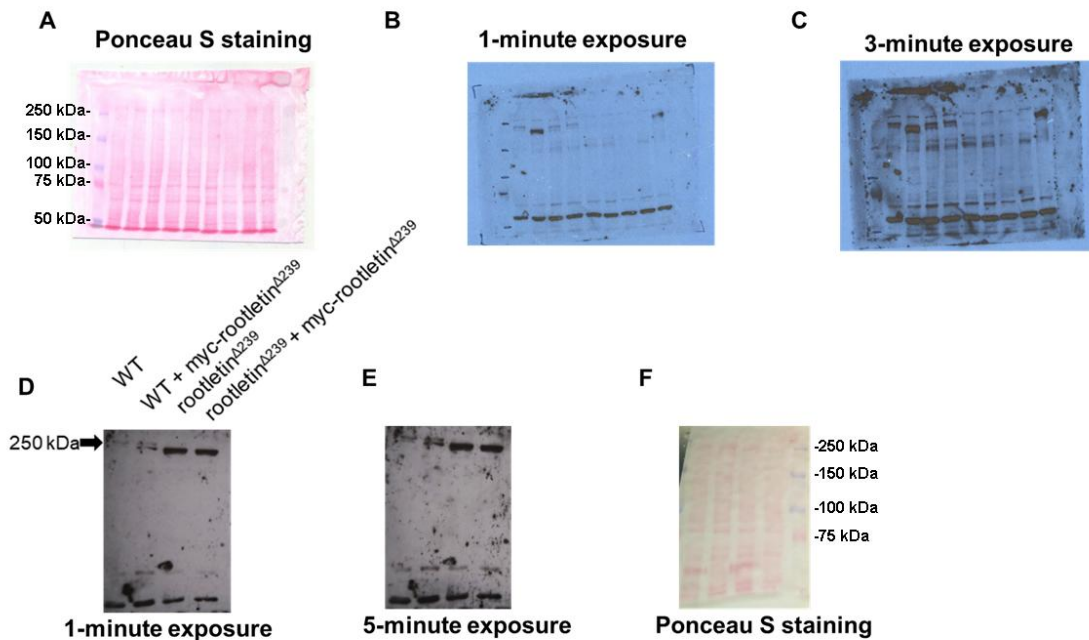 A
Ponceau S staining
250 kDa-
150 kDa-
100 kDa-
75 kDa-
50 kDa-
B
1-minute exposure
C
3-minute exposure
D
WT
WT + myc-rootletinΔ239
rootletinΔ239
rootletinΔ239 + myc-rootletinΔ239
250 kDa
1-minute exposure
E
5-minute exposure
F
-250 kDa
-150 kDa
-100 kDa
-75 kDa
Ponceau S staining